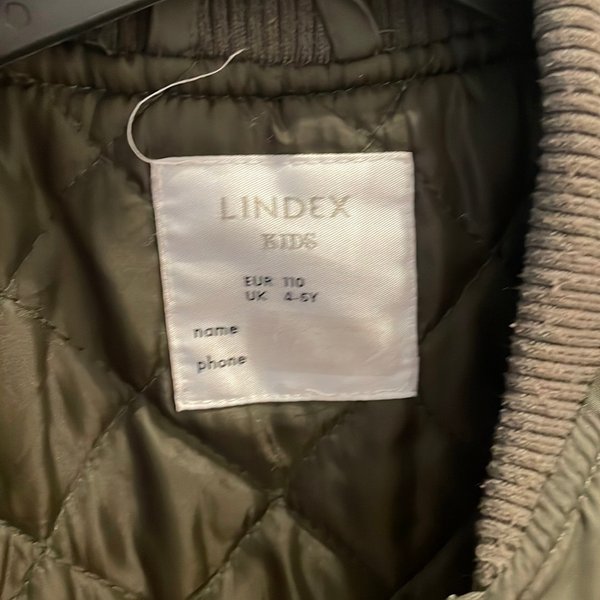 LINDEX
KIDS
EUR 110
UK 4-5Y
name
phone